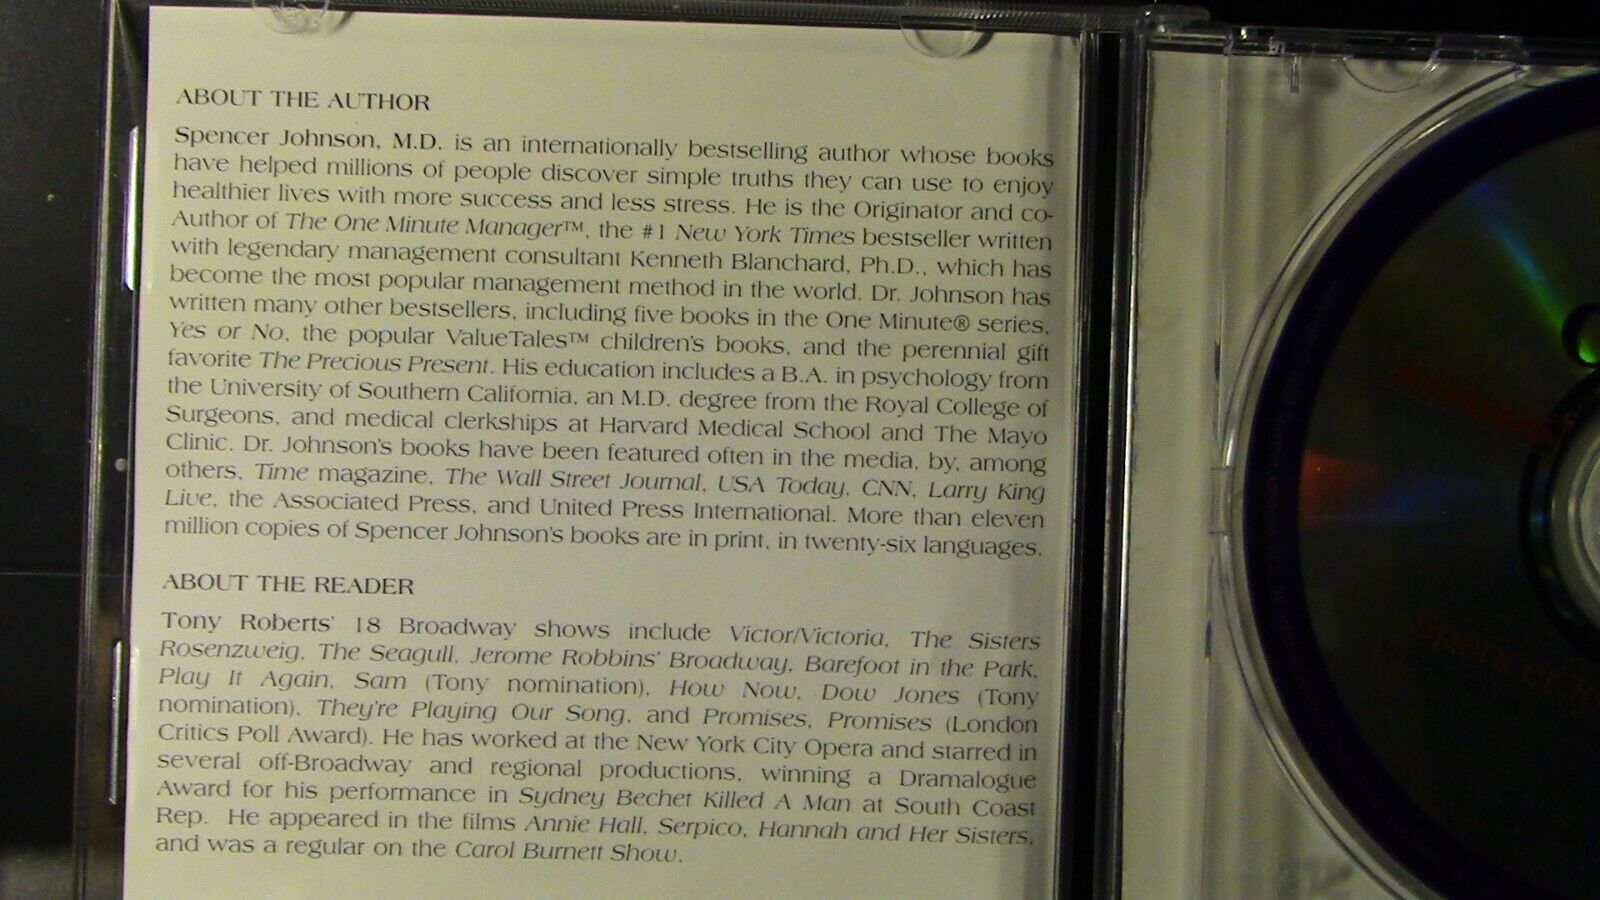 ABOUT THE AUTHOR
Spencer Johnson, M.D. is an internationally bestselling author whose books
have helped millions of people discover simple truths they can use to enjoy
healthier lives with more success and less stress. He is the Originator and co-
Author of The One Minute Manager™, the #1 New York Times bestseller written
with legendary management consultant Kenneth Blanchard, Ph.D., which has
become the most popular management method in the world. Dr. Johnson has
written many other bestsellers, including five books in the One Minute® series,
Yes or No, the popular ValueTales™ children's books, and the perennial gift
favorite The Precious Present. His education includes a B.A. in psychology from
the University of Southern California, an M.D. degree from the Royal College of
Surgeons, and medical clerkships at Harvard Medical School and The Mayo
Clinic. Dr. Johnson's books have been featured often in the media, by, among
others, Time magazine, The Wall Street Journal, USA Today, CNN, Larry King
Live, the Associated Press, and United Press International. More than eleven
million copies of Spencer Johnson's books are in print, in twenty-six languages.
ABOUT THE READER
Tony Roberts' 18 Broadway shows include Victor/Victoria, The Sisters
Rosenzweig, The Seagull, Jerome Robbins' Broadway, Barefoot in the Park,
Play It Again, Sam (Tony nomination), How Now, Dow Jones (Tony
nomination), They're Playing Our Song, and Promises, Promises (London
Critics Poll Award). He has worked at the New York City Opera and starred in
several off-Broadway and regional productions, winning a Dramalogue
Award for his performance in Sydney Bechet Killed A Man at South Coast
Rep. He appeared in the films Annie Hall, Serpico, Hannah and Her Sisters,
and was a regular on the Carol Burnett Show.
Spencer